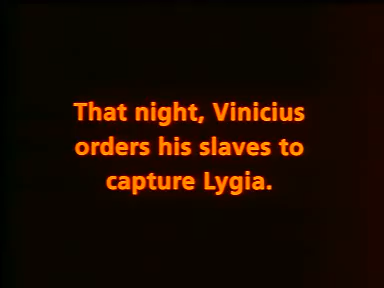 That night, Vinicius
orders his slaves to
capture Lygia.